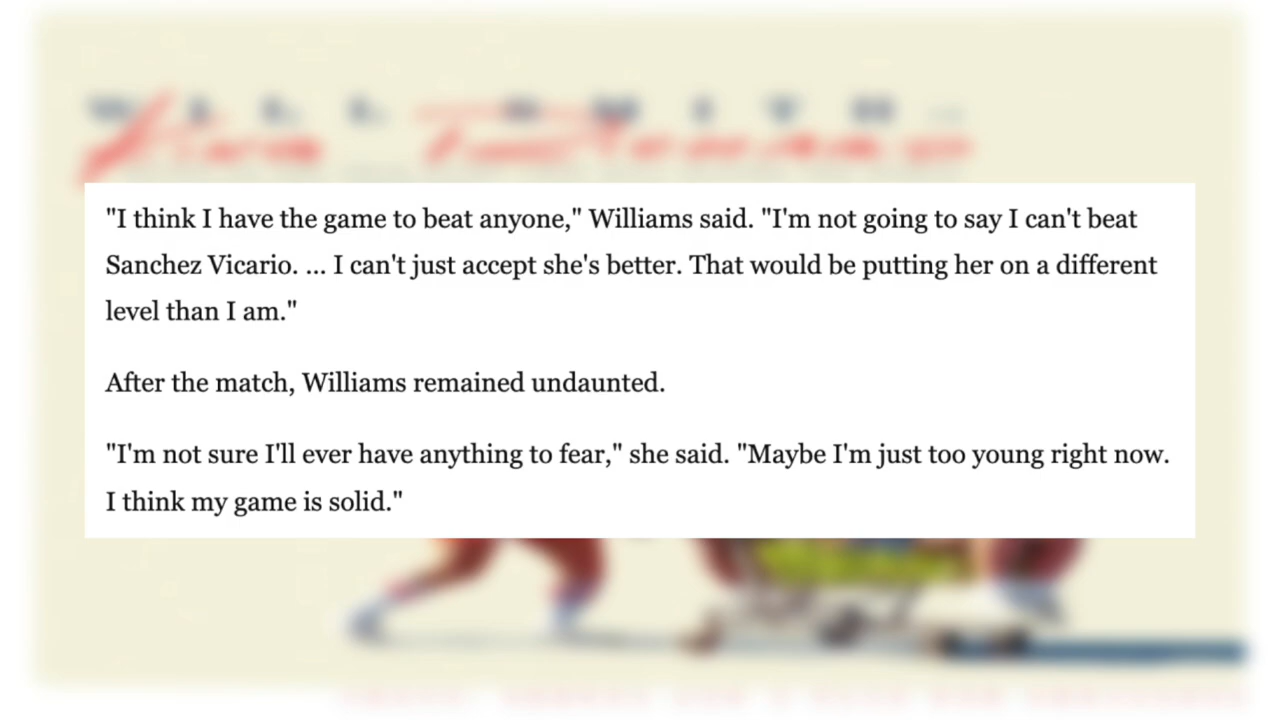 WILL SMITH
"I think I have the game to beat anyone," Williams said. "I'm not going to say I can't beat
Sanchez Vicario. ... I can't just accept she's better. That would be putting her on a different
level than I am."
After the match, Williams remained undaunted.
"I'm not sure I'll ever have anything to fear," she said. "Maybe I'm just too young right now.
I think my game is solid."